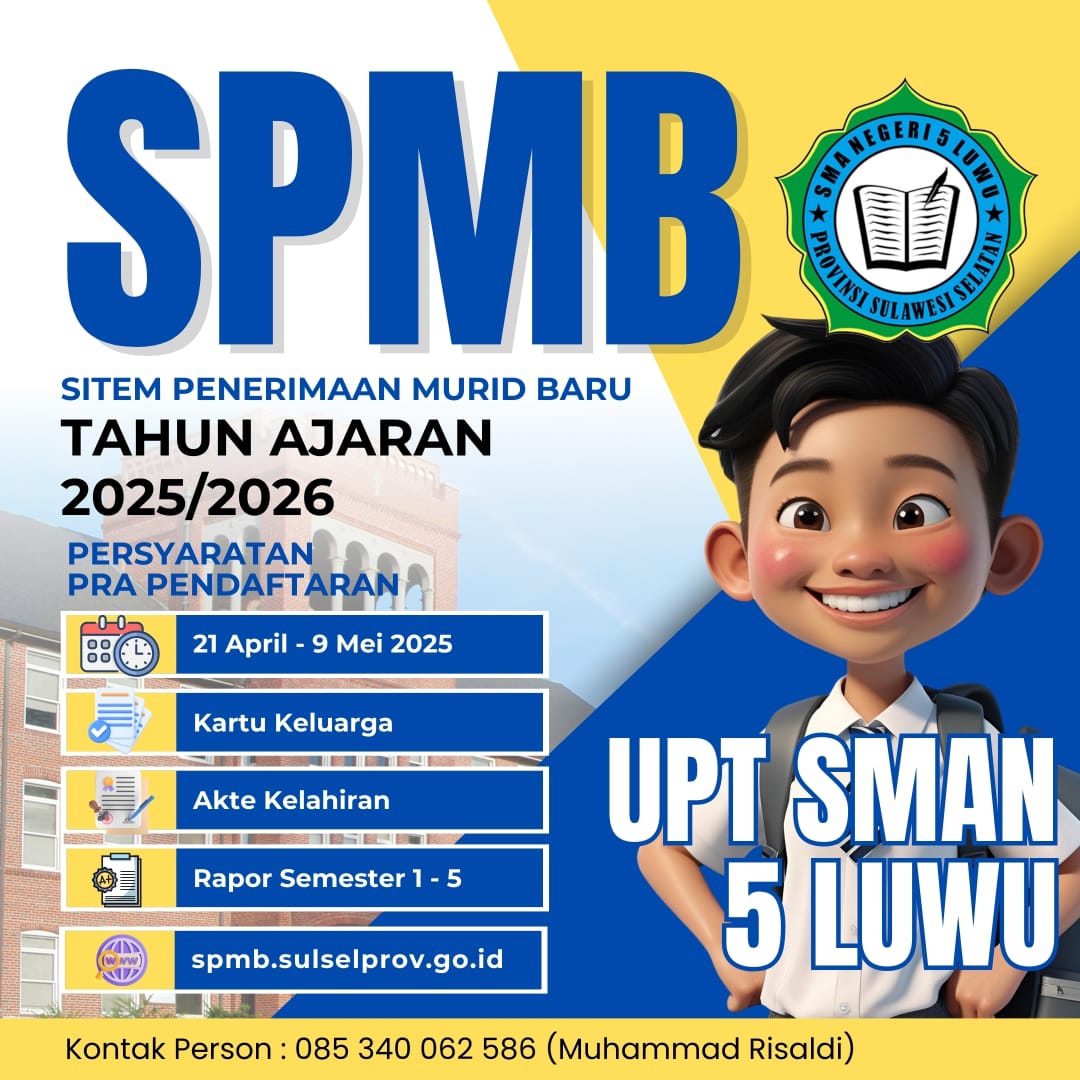 SPMB
SMA NEGERI 5 LUWU
PROVINSI SULAWESI SELATAN
SITEM PENERIMAAN MURID BARU
TAHUN AJARAN
2025/2026
PERSYARATAN
PRA PENDAFTARAN
21 April - 9 Mei 2025
Kartu Keluarga
Akte Kelahiran
A+
Rapor Semester 1 - 5
www
spmb.sulselprov.go.id
UPT SMAN
5 LUWU
Kontak Person : 085 340 062 586 (Muhammad Risaldi)